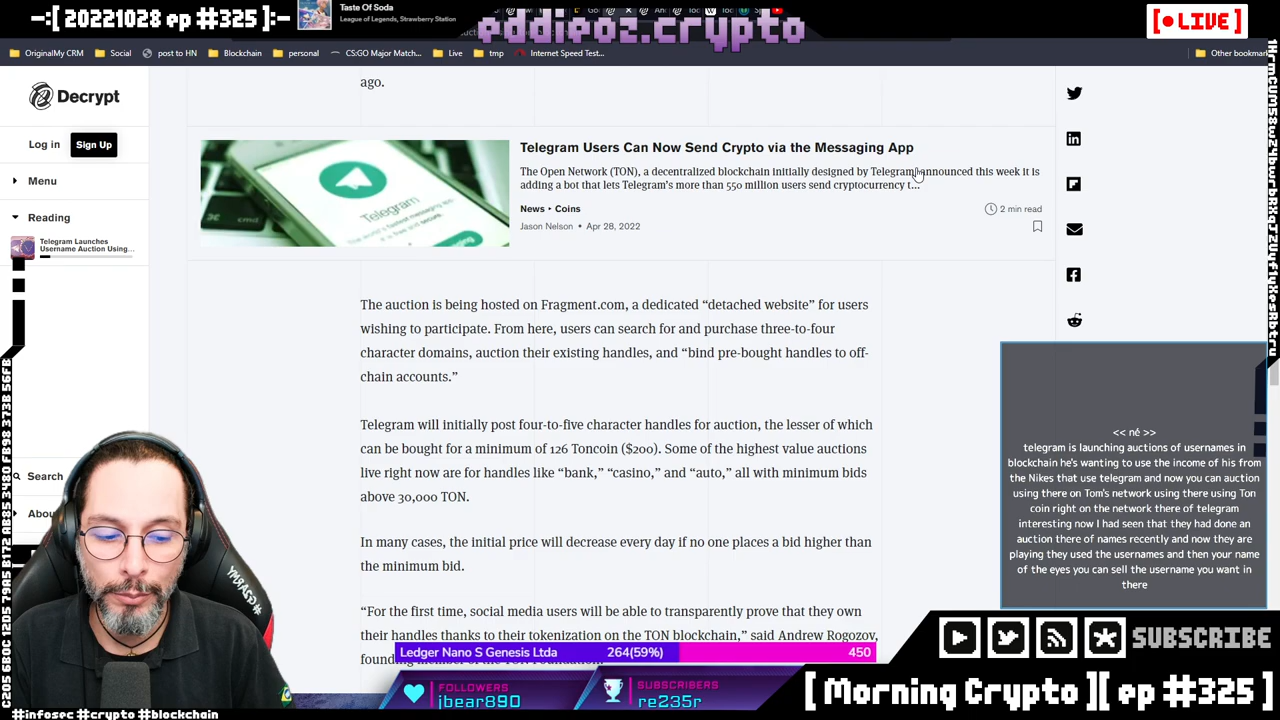 -:[ 20221028 ep #325]:-
Taste Of Soda
League of Legends, Strawberry Station
eddieoz.crypto
[ LIVE ]
OriginalMy CRM
Social
post to HN
Blockchain
personal
CS:GO Major Match...
Live
tmp
Internet Speed Test...
Other bookmar
Decrypt
Log in
Sign Up
Menu
Reading
Telegram Launches
Username Auction Using...
Search
Abou
ago.
Telegram Users Can Now Send Crypto via the Messaging App
The Open Network (TON), a decentralized blockchain initially designed by Telegram, announced this week it is
adding a bot that lets Telegram's more than 550 million users send cryptocurrency t...
News ‣ Coins
2 min read
Jason Nelson • Apr 28, 2022
Telegram
The auction is being hosted on Fragment.com, a dedicated “detached website” for users
wishing to participate. From here, users can search for and purchase three-to-four
character domains, auction their existing handles, and “bind pre-bought handles to off-
chain accounts.”
Telegram will initially post four-to-five character handles for auction, the lesser of which
can be bought for a minimum of 126 Toncoin ($200). Some of the highest value auctions
live right now are for handles like “bank,” “casino,” and “auto,” all with minimum bids
above 30,000 TON.
In many cases, the initial price will decrease every day if no one places a bid higher than
the minimum bid.
“For the first time, social media users will be able to transparently prove that they own
their handles thanks to their tokenization on the TON blockchain,” said Andrew Rogozov,
<< né >>
telegram is launching auctions of usernames in
blockchain he's wanting to use the income of his from
the Nikes that use telegram and now you can auction
using there on Tom's network using there using Ton
coin right on the network there of telegram
interesting now I had seen that they had done an
auction there of names recently and now they are
playing they used the usernames and then your name
of the eyes you can sell the username you want in
there
Ledger Nano S Genesis Ltda
264(59%)
450
FOLLOWERS
jbear890
SUBSCRIBERS
re235r
SUBSCRIBE
[ Morning Crypto ][ ep #325 ]
#infosec #crypto #blockchain